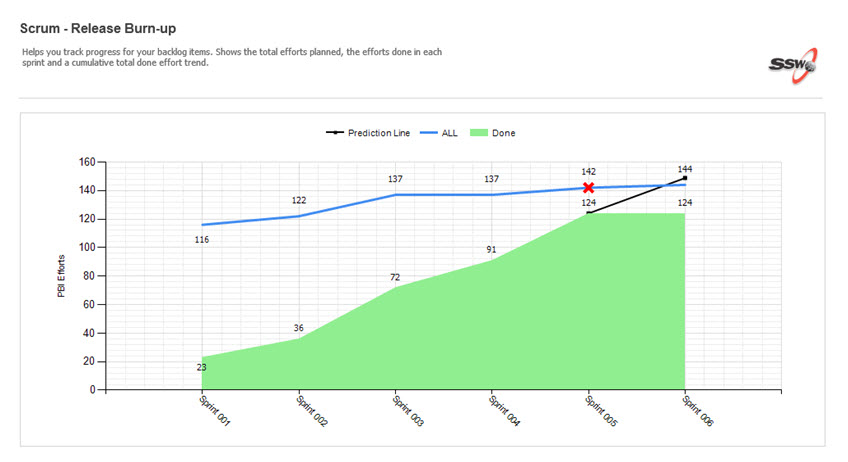 Scrum - Release Burn-up
Helps you track progress for your backlog items. Shows the total efforts planned, the efforts done in each
sprint and a cumulative total done effort trend.
SSW
Prediction Line ALL Done
160
140
120
100
80
60
40
20
0
PBI Efforts
116
122
137
137
142
144
23
36
72
91
124
124
Sprint 001
Sprint 002
Sprint 003
Sprint 004
Sprint 005
Sprint 006